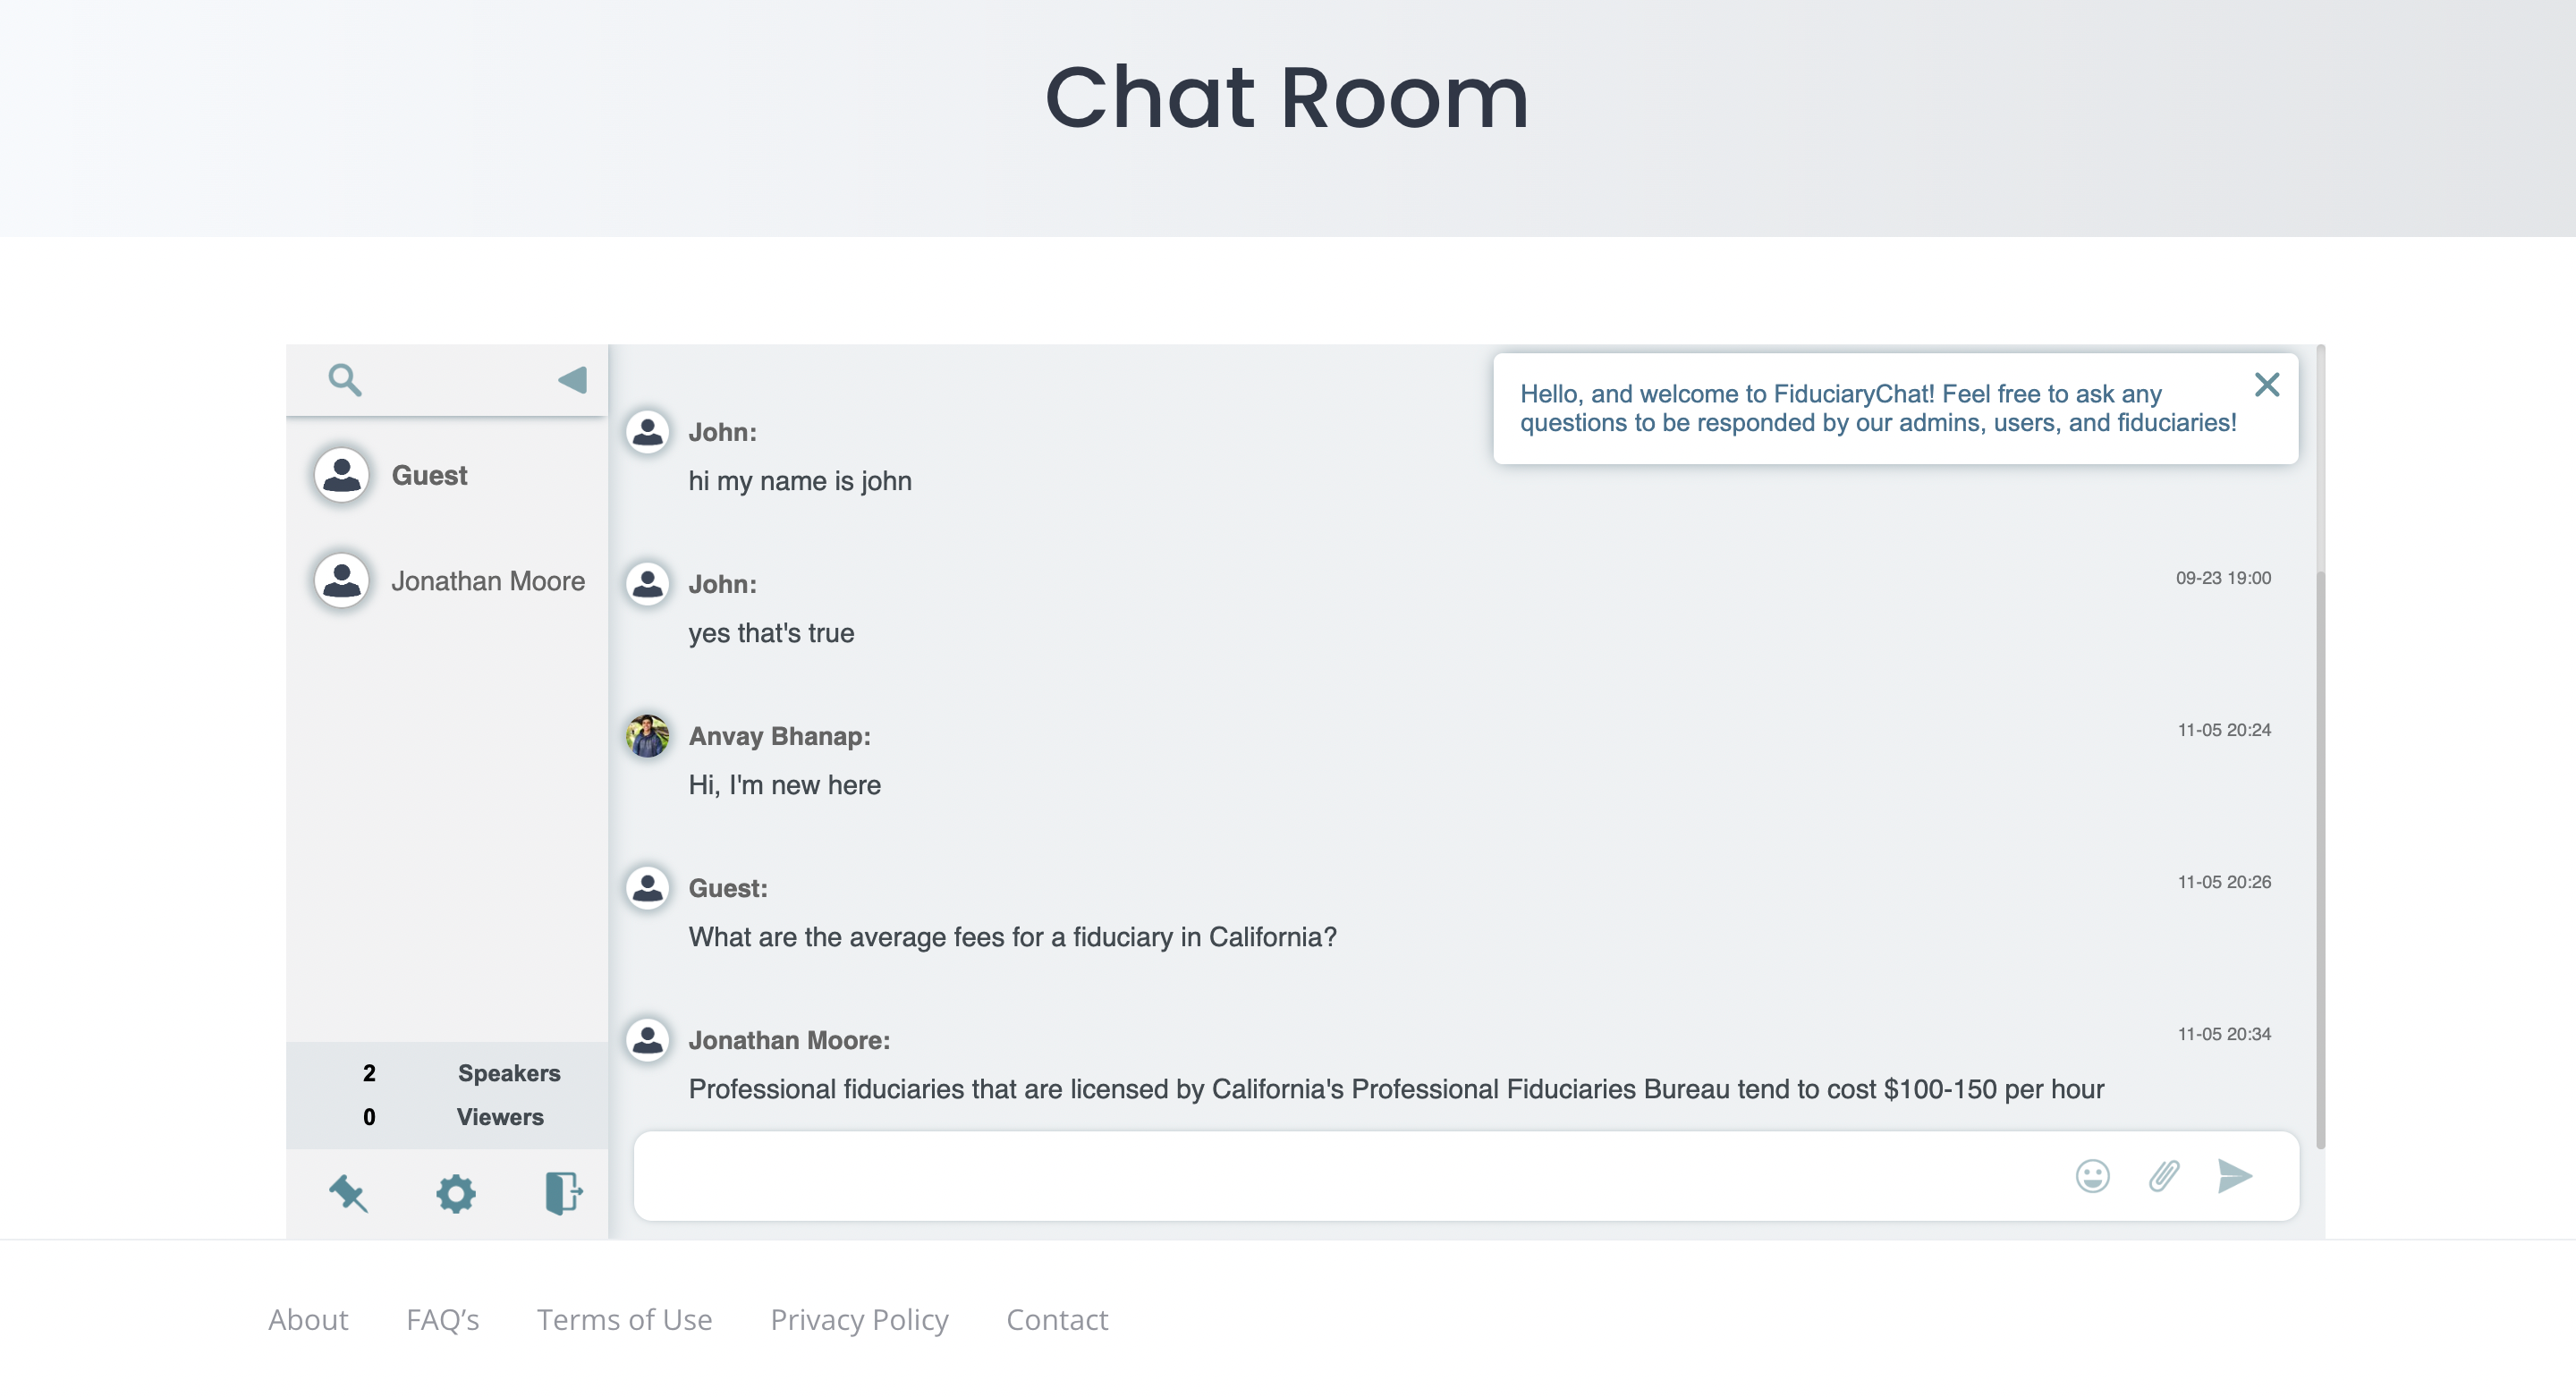 Chat Room
Hello, and welcome to FiduciaryChat! Feel free to ask any
questions to be responded by our admins, users, and fiduciaries!
Guest
Jonathan Moore
John:
hi my name is john
John:
09-23 19:00
yes that's true
Anvay Bhanap:
11-05 20:24
Hi, I'm new here
Guest:
11-05 20:26
What are the average fees for a fiduciary in California?
Jonathan Moore:
11-05 20:34
Professional fiduciaries that are licensed by California's Professional Fiduciaries Bureau tend to cost $100-150 per hour
2 Speakers
0 Viewers
About FAQ’s Terms of Use Privacy Policy Contact